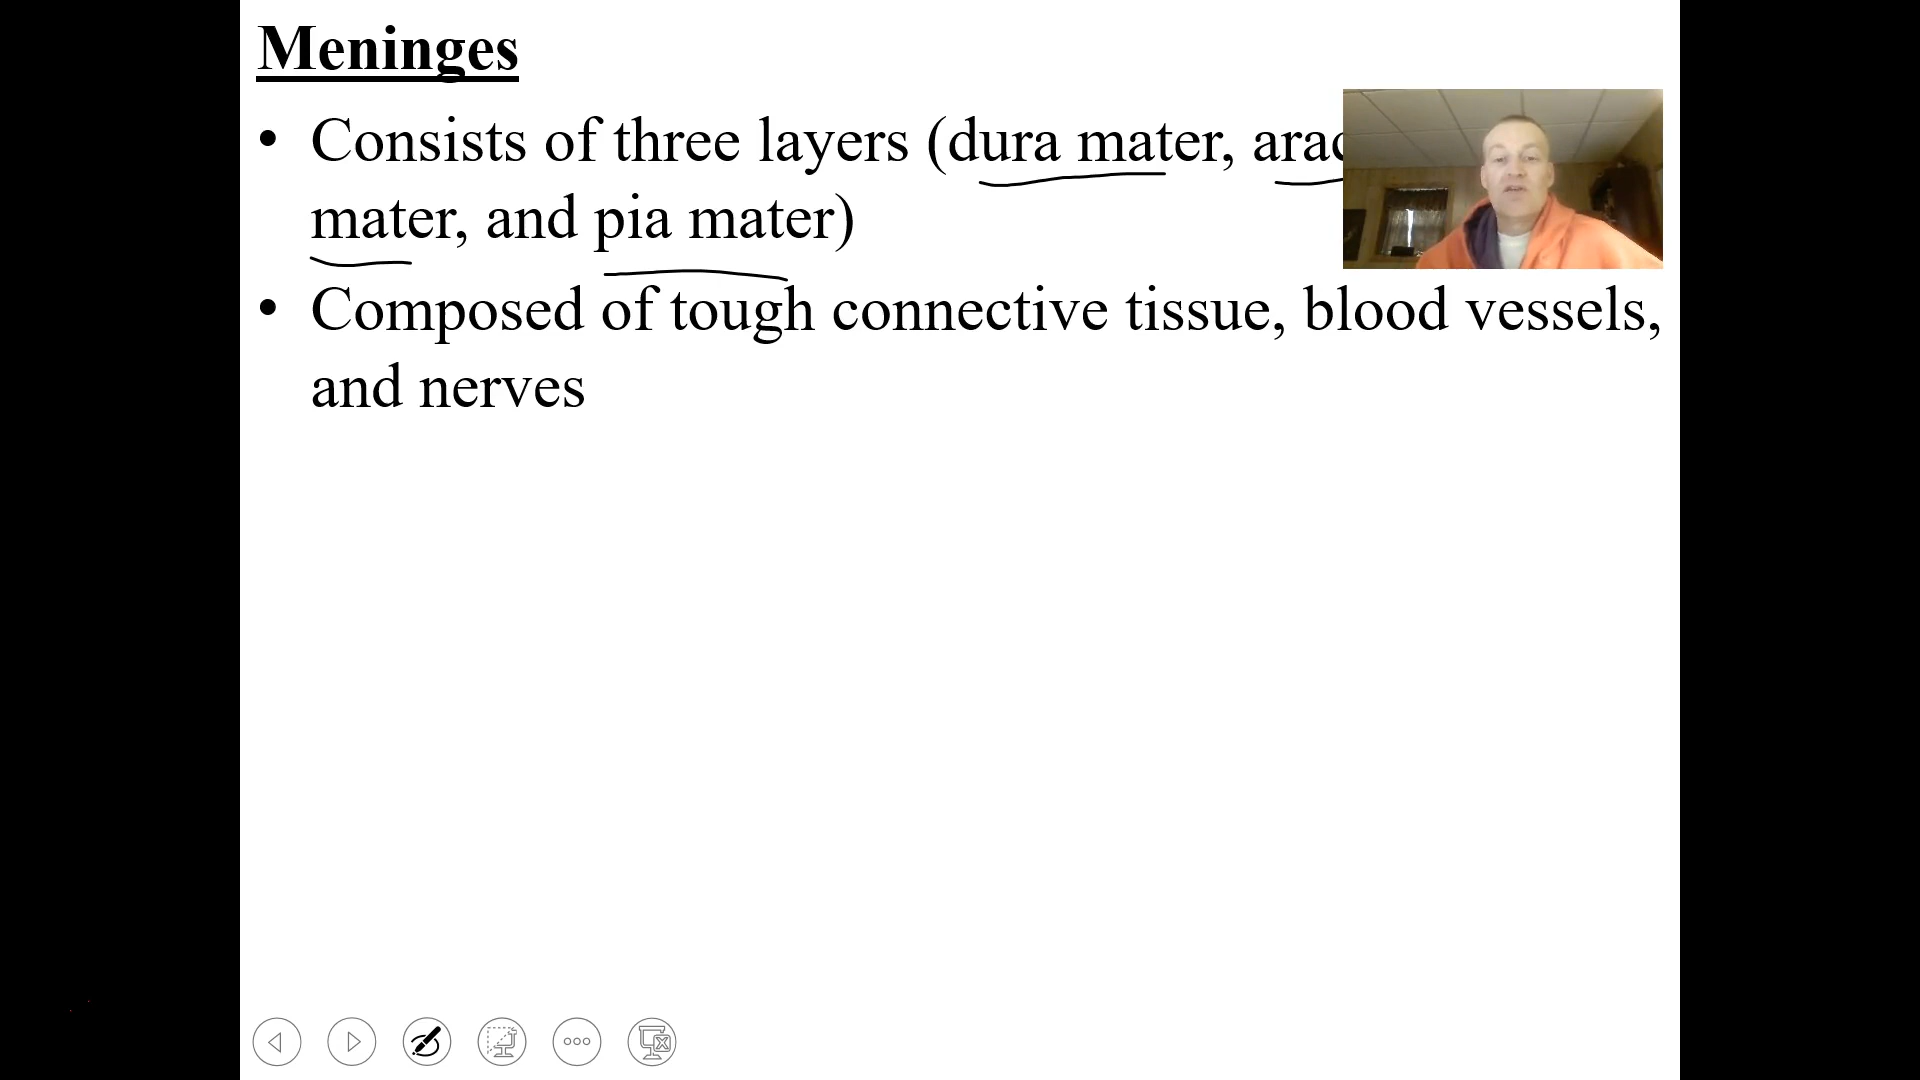 Meninges
• Consists of three layers (dura mater,
mater, and pia mater)
• Composed of tough connective tissue, blood vessels,
and nerves